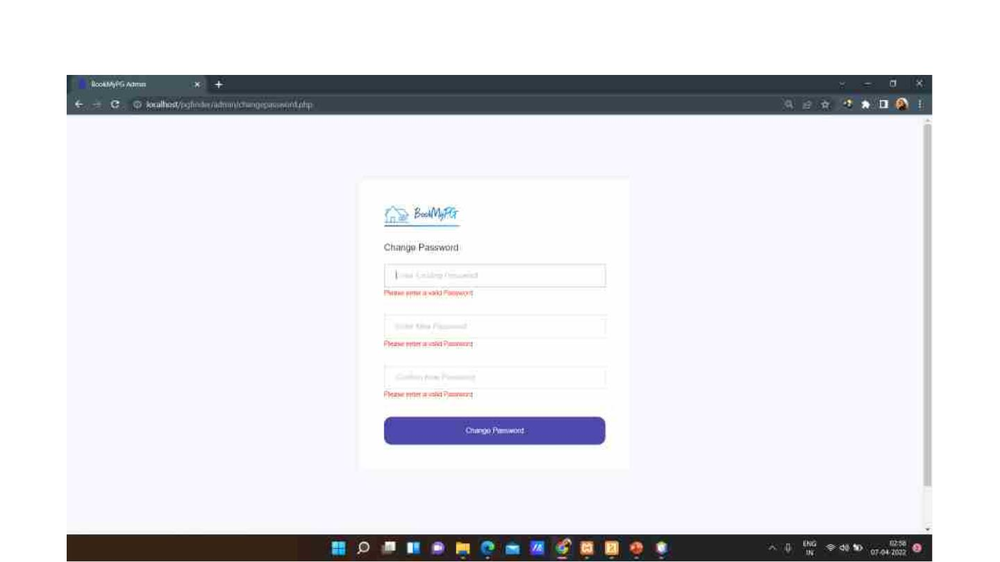 BookMyPG Admin
localhost/pgfinder/admin/changepassword.php
BookMyPG
Change Password
Enter Existing Password
Please enter a valid Password
Enter New Password
Please enter a valid Password
Confirm New Password
Please enter a valid Password
Change Password
ENG
IN
02:58
07-04-2022